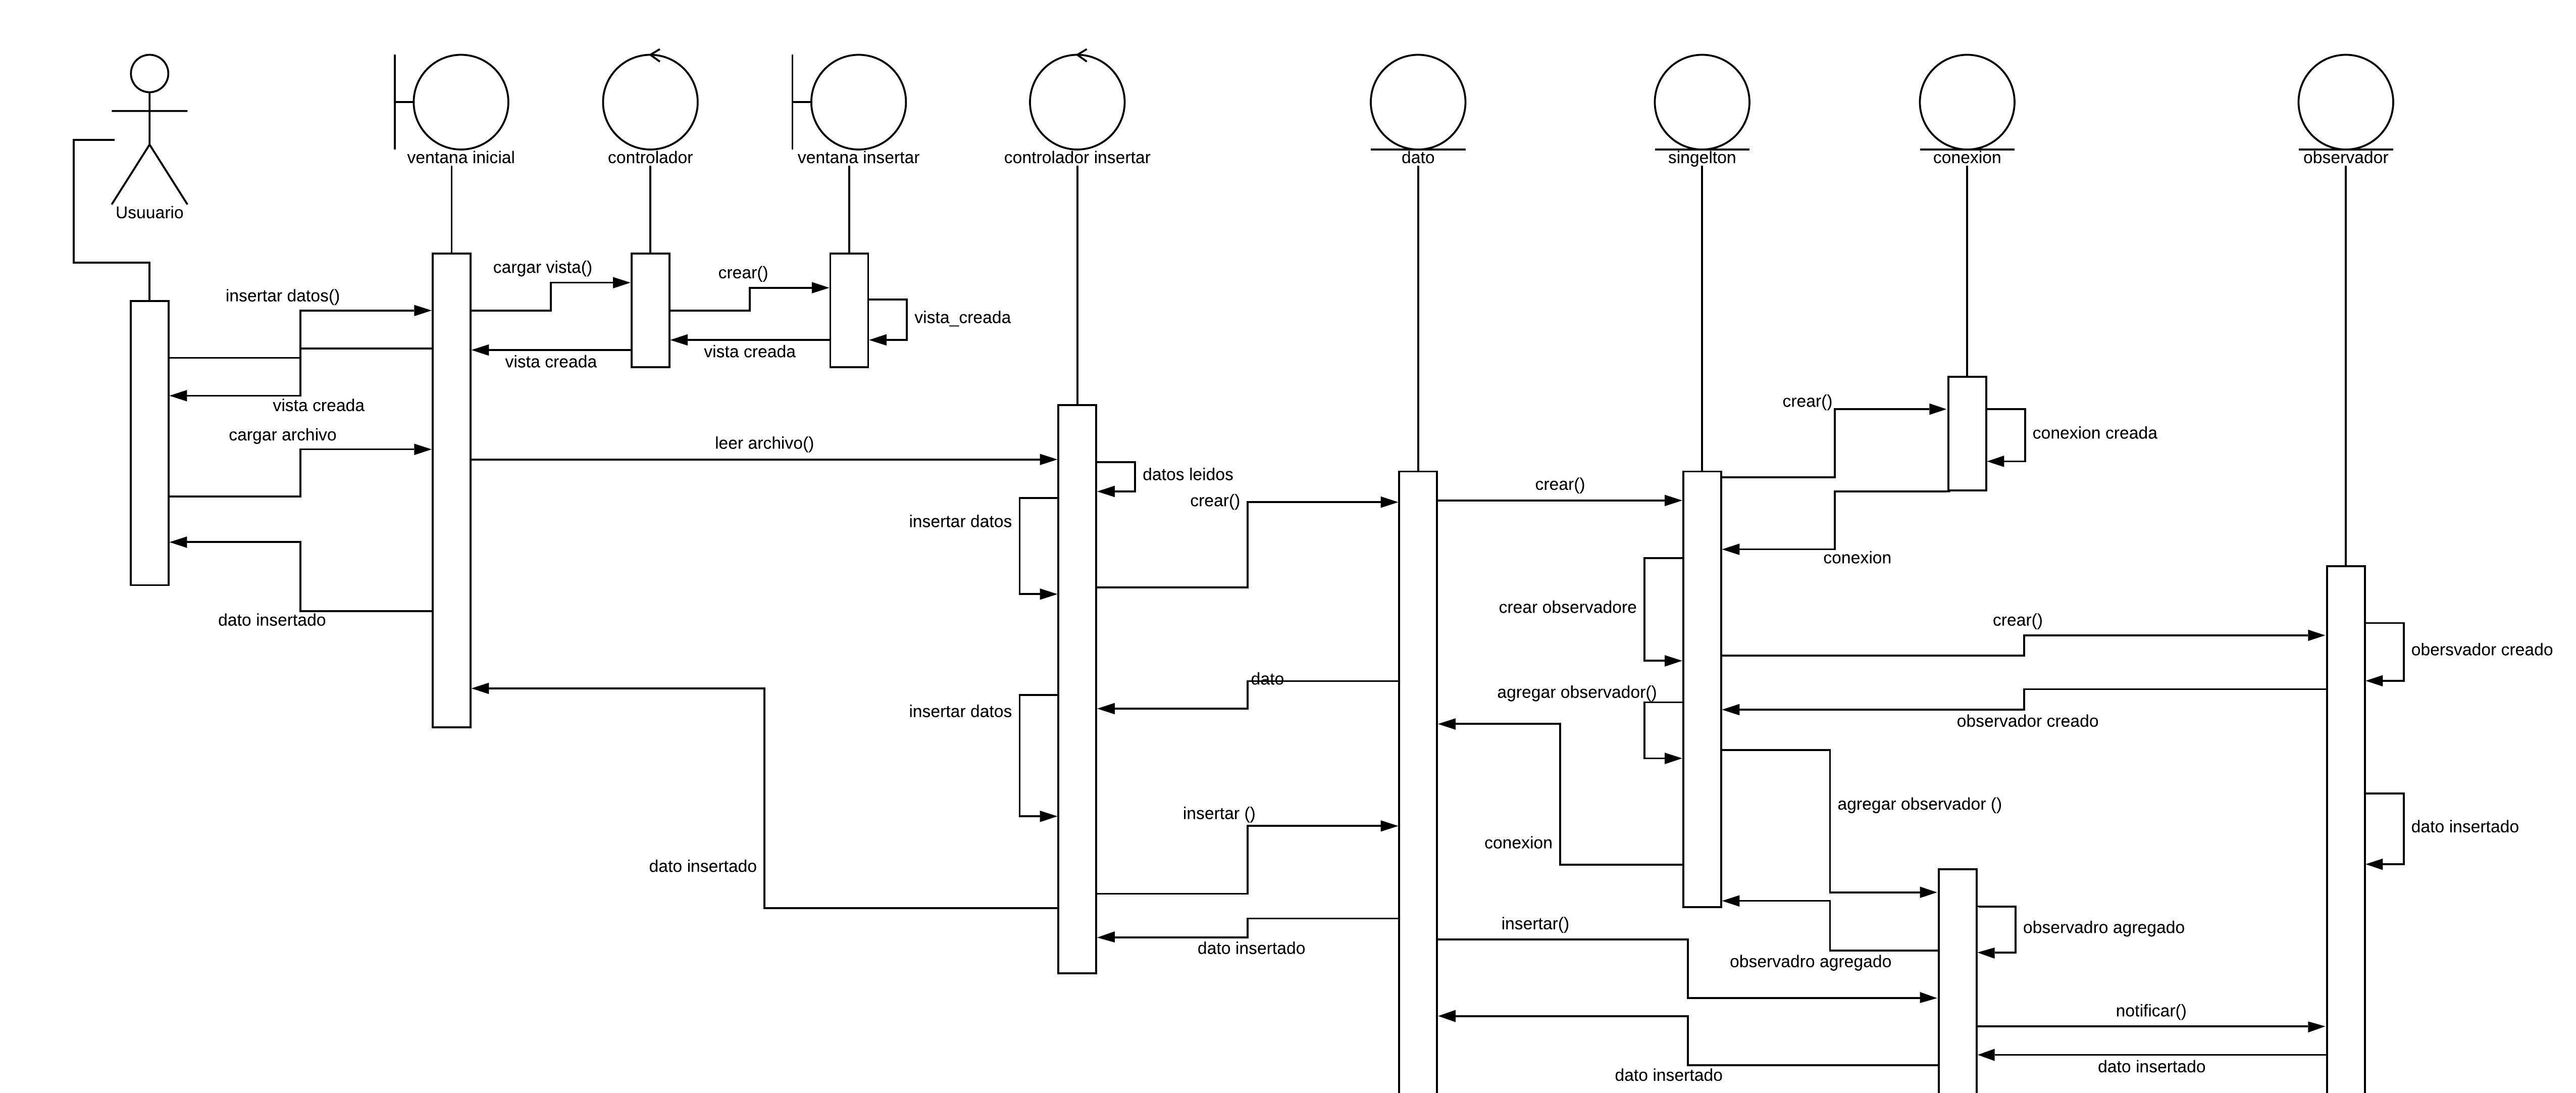 ventana inicial
controlador
ventana insertar
controlador insertar
dato
singelton
conexion
observador
Usuuario
cargar vista()
crear()
insertar datos()
vista_creada
vista creada
vista creada
vista creada
crear()
cargar archivo
leer archivo()
conexion creada
datos leidos
crear()
crear()
insertar datos
conexion
crear observadore
dato insertado
crear()
obersvador creado
dato
agregar observador()
insertar datos
observador creado
agregar observador ()
insertar ()
dato insertado
conexion
dato insertado
insertar()
observadro agregado
dato insertado
observadro agregado
notificar()
dato insertado
dato insertado